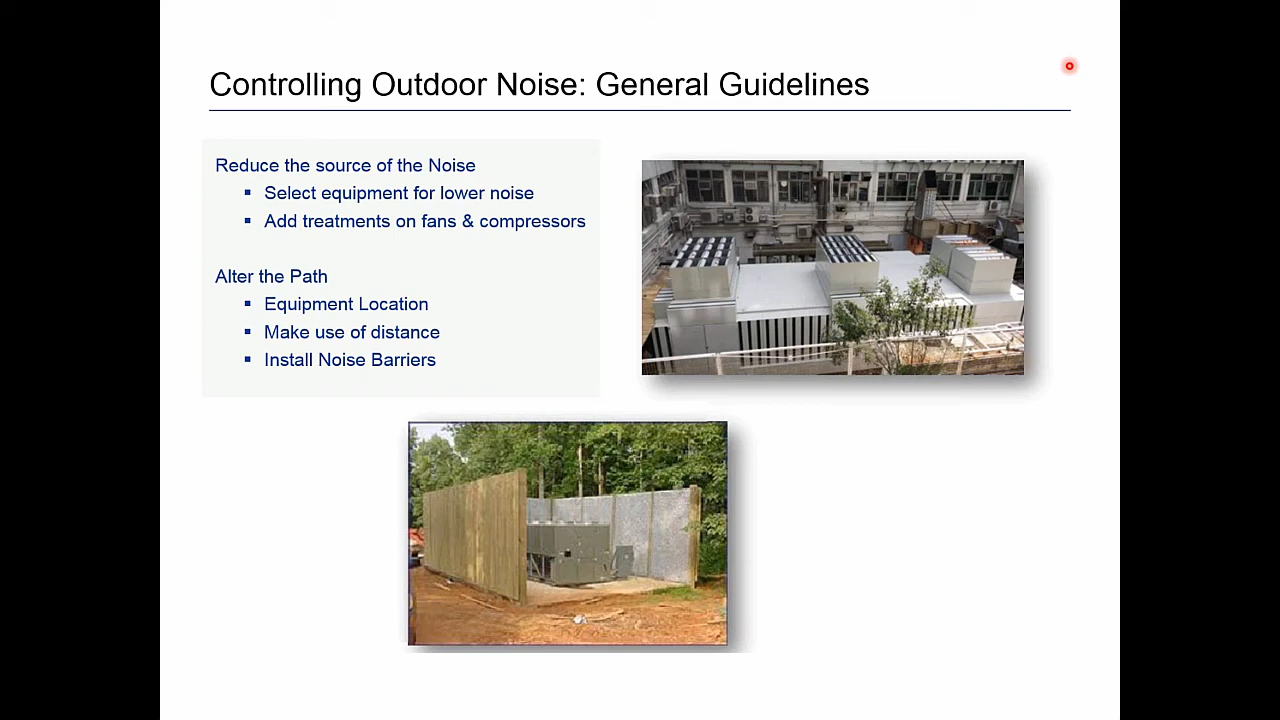 Controlling Outdoor Noise: General Guidelines
Reduce the source of the Noise
▪ Select equipment for lower noise
▪ Add treatments on fans & compressors
Alter the Path
▪ Equipment Location
▪ Make use of distance
▪ Install Noise Barriers